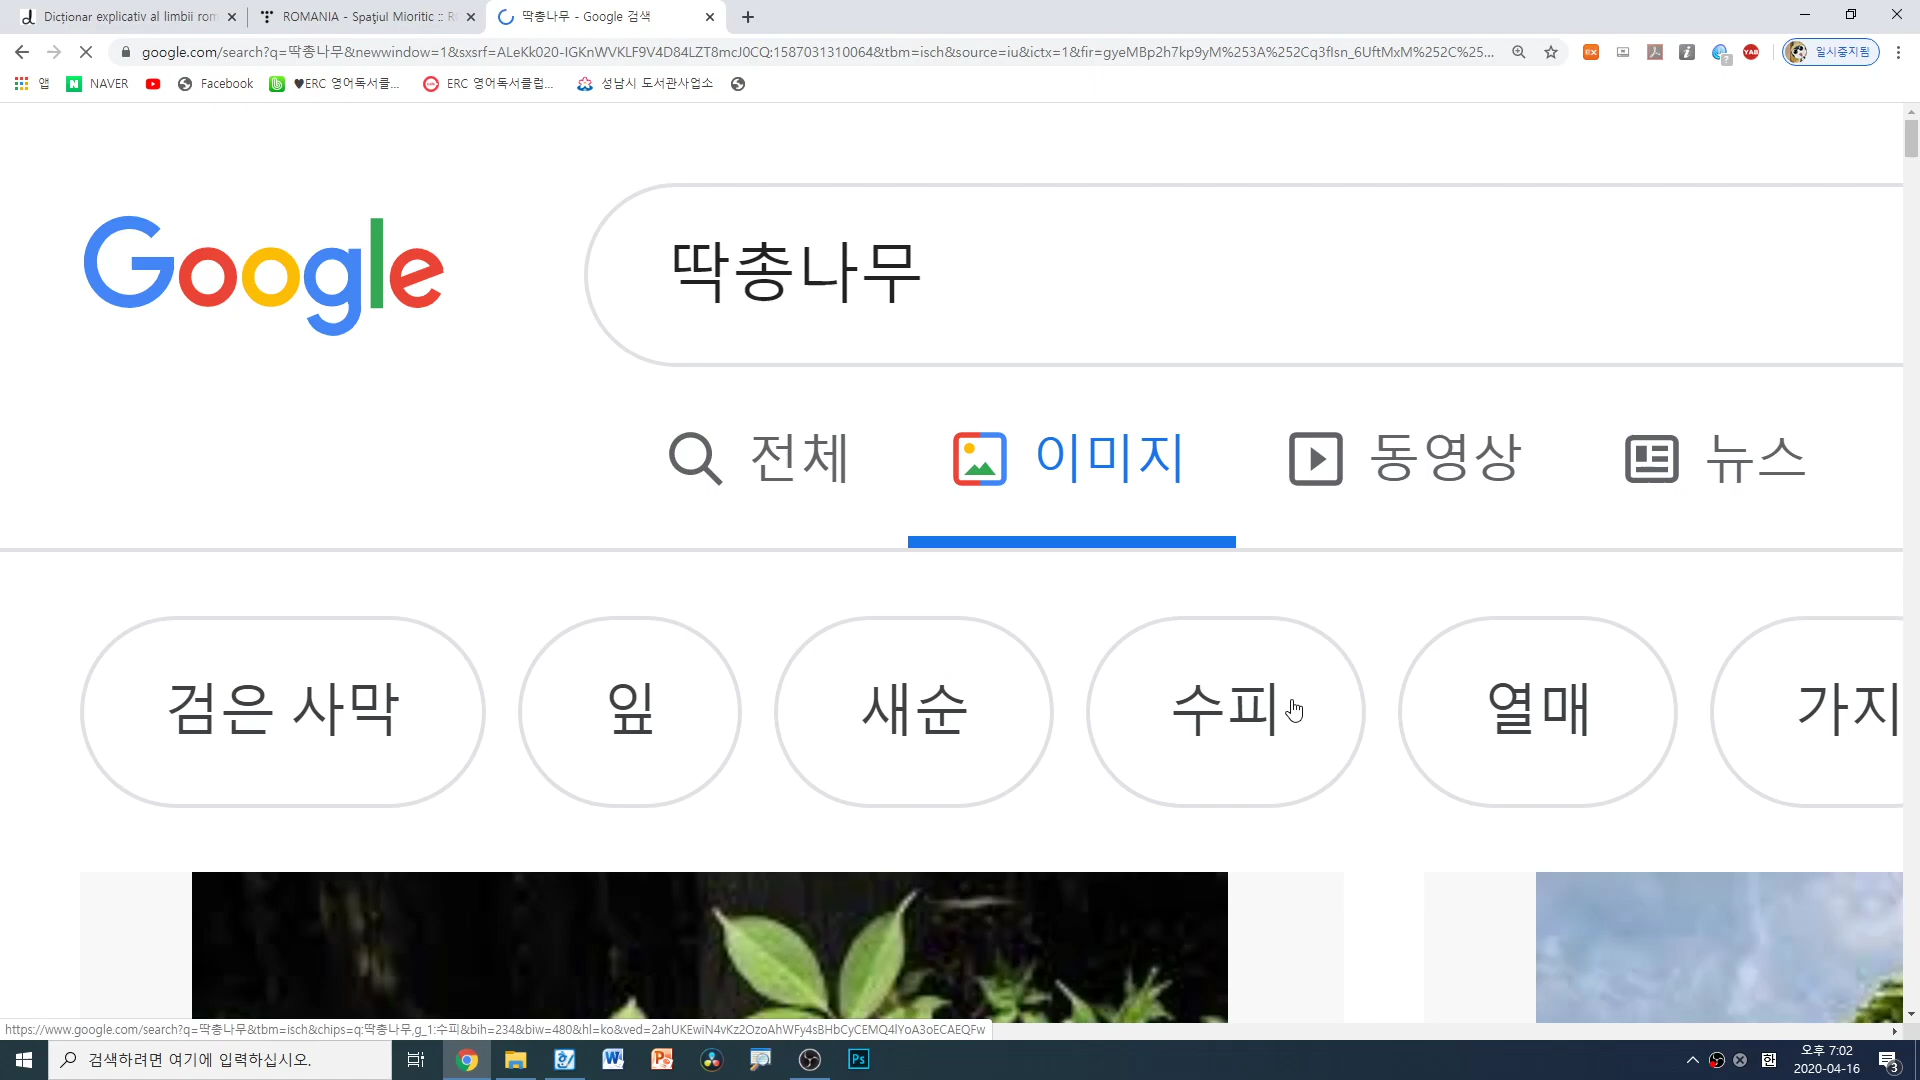 Dicționar explicativ al limbii rom
ROMANIA - Spațiul Mioritic :: R
딱총나무 - Google 검색
google.com/search?q=딱총나무&newwindow=1&sxsrf=ALeKk020-IGKnWVKLF9V4D84LZT8mcJ0CQ:1587031310064&tbm=isch&source=iu&ictx=1&fir=gyeMBp2h7kp9yM%253A%252Cq3flsn_6UftMxM%252C%25...
EX
YAB
일시중지됨
앱
NAVER
Facebook
♥ERC 영어독서클...
ERC 영어독서클럽...
성남시 도서관사업소
Google
딱총나무
전체
이미지
동영상
뉴스
검은 사막
잎
새순
수피
열매
가지
https://www.google.com/search?q=딱총나무&tbm=isch&chips=q:딱총나무,g_1:수피&bih=234&biw=480&hl=ko&ved=2ahUKEwiN4vKz2OzoAhWFy4sBHbCyCEMQ4lYoA3oECAEQFw
검색하려면 여기에 입력하십시오.
Ps
한
오후 7:02
2020-04-16
3